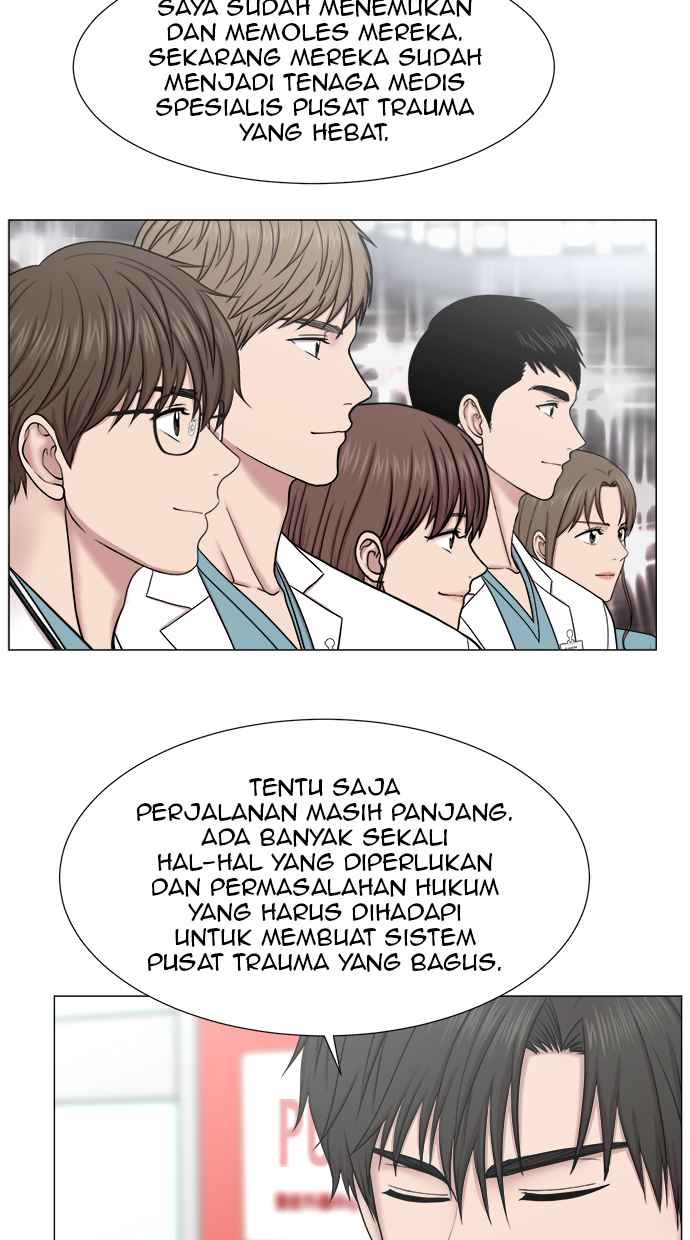 SAYA SUDAH MENEMUKAN
DAN MEMOLES MEREKA.
SEKARANG MEREKA SUDAH
MENJADI TENAGA MEDIS
SPESIALIS PUSAT TRAUMA
YANG HEBAT.
TENTU SAJA
PERJALANAN MASIH PANJANG.
ADA BANYAK SEKALI
HAL-HAL YANG DIPERLUKAN
DAN PERMASALAHAN HUKUM
YANG HARUS DIHADAPI
UNTUK MEMBUAT SISTEM
PUSAT TRAUMA YANG BAGUS.